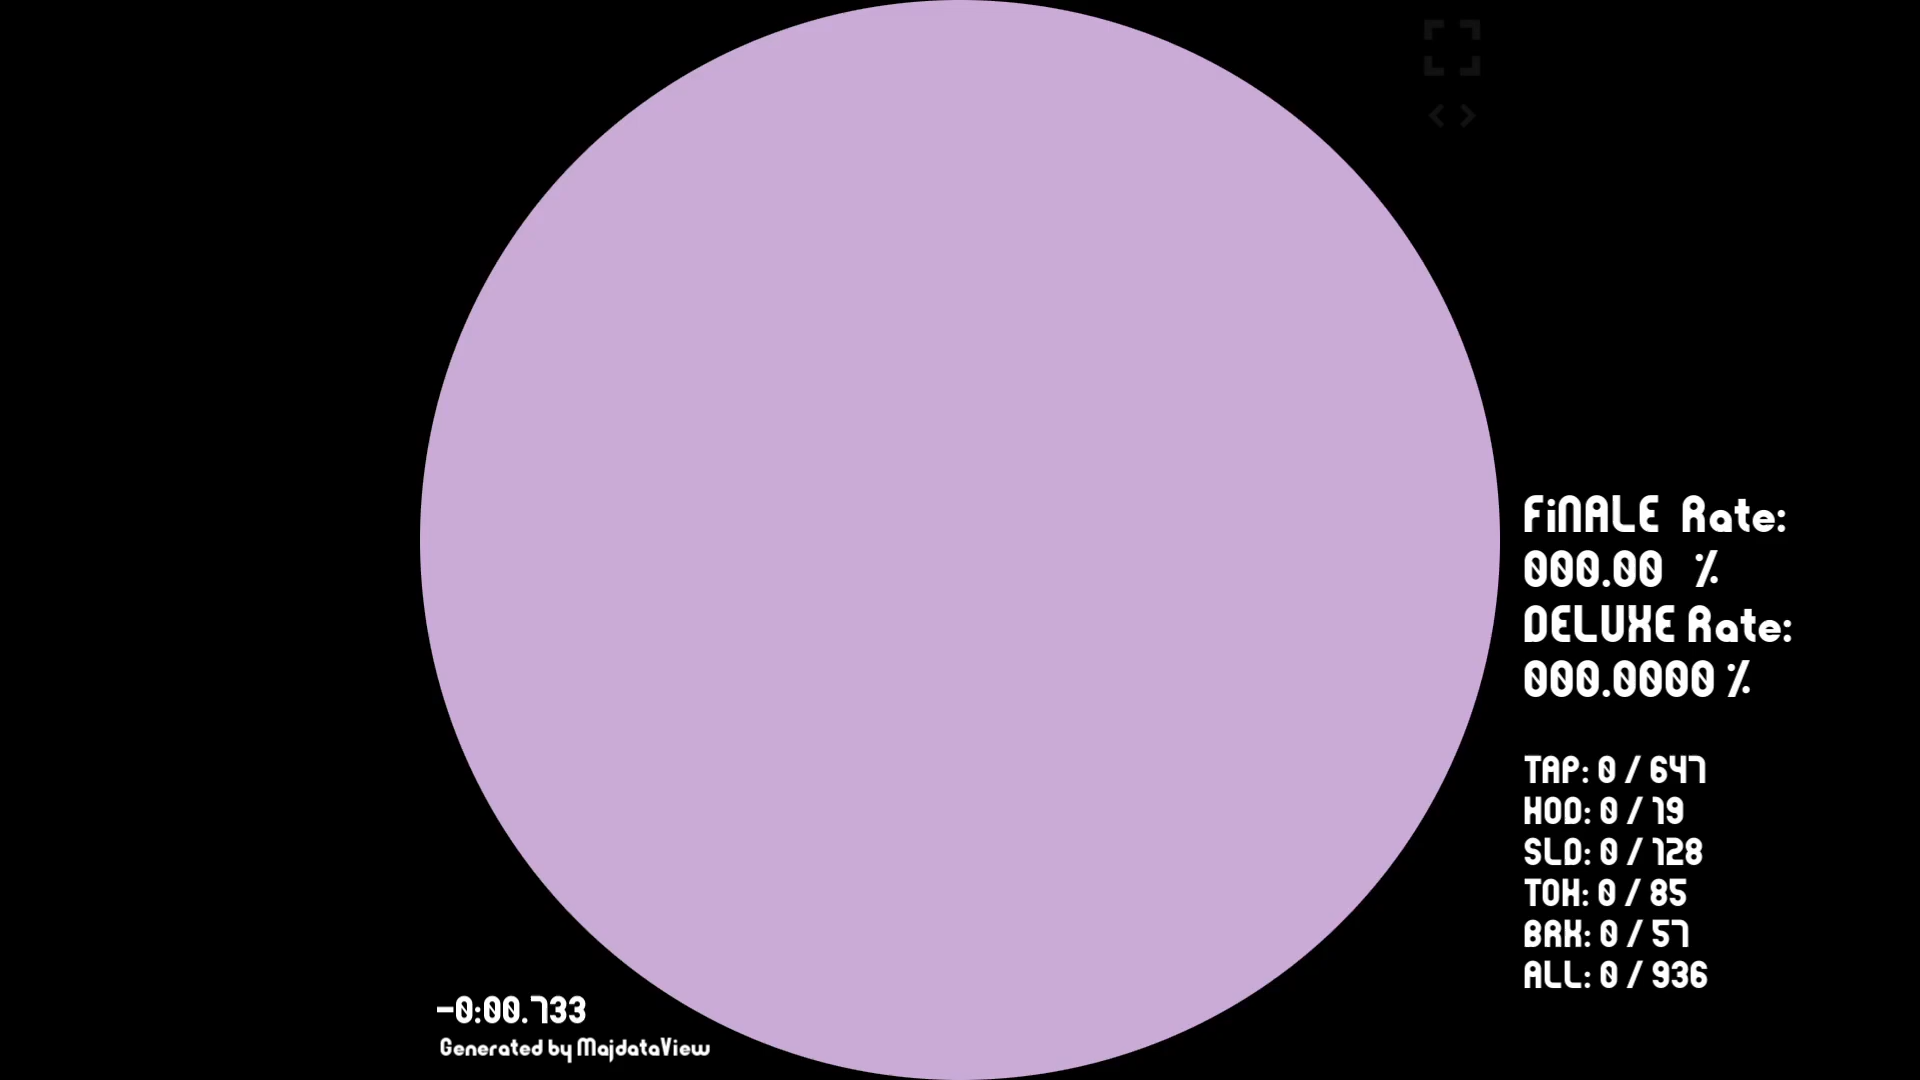 FiNALE Rate:
000.00 %
DELUXE Rate:
000.0000 %
TAP: 0 / 647
HOD: 0 / 19
SLD: 0 / 128
TOH: 0 / 85
BRK: 0 / 57
ALL: 0 / 936
-0:00.733
Generated by MajdataView